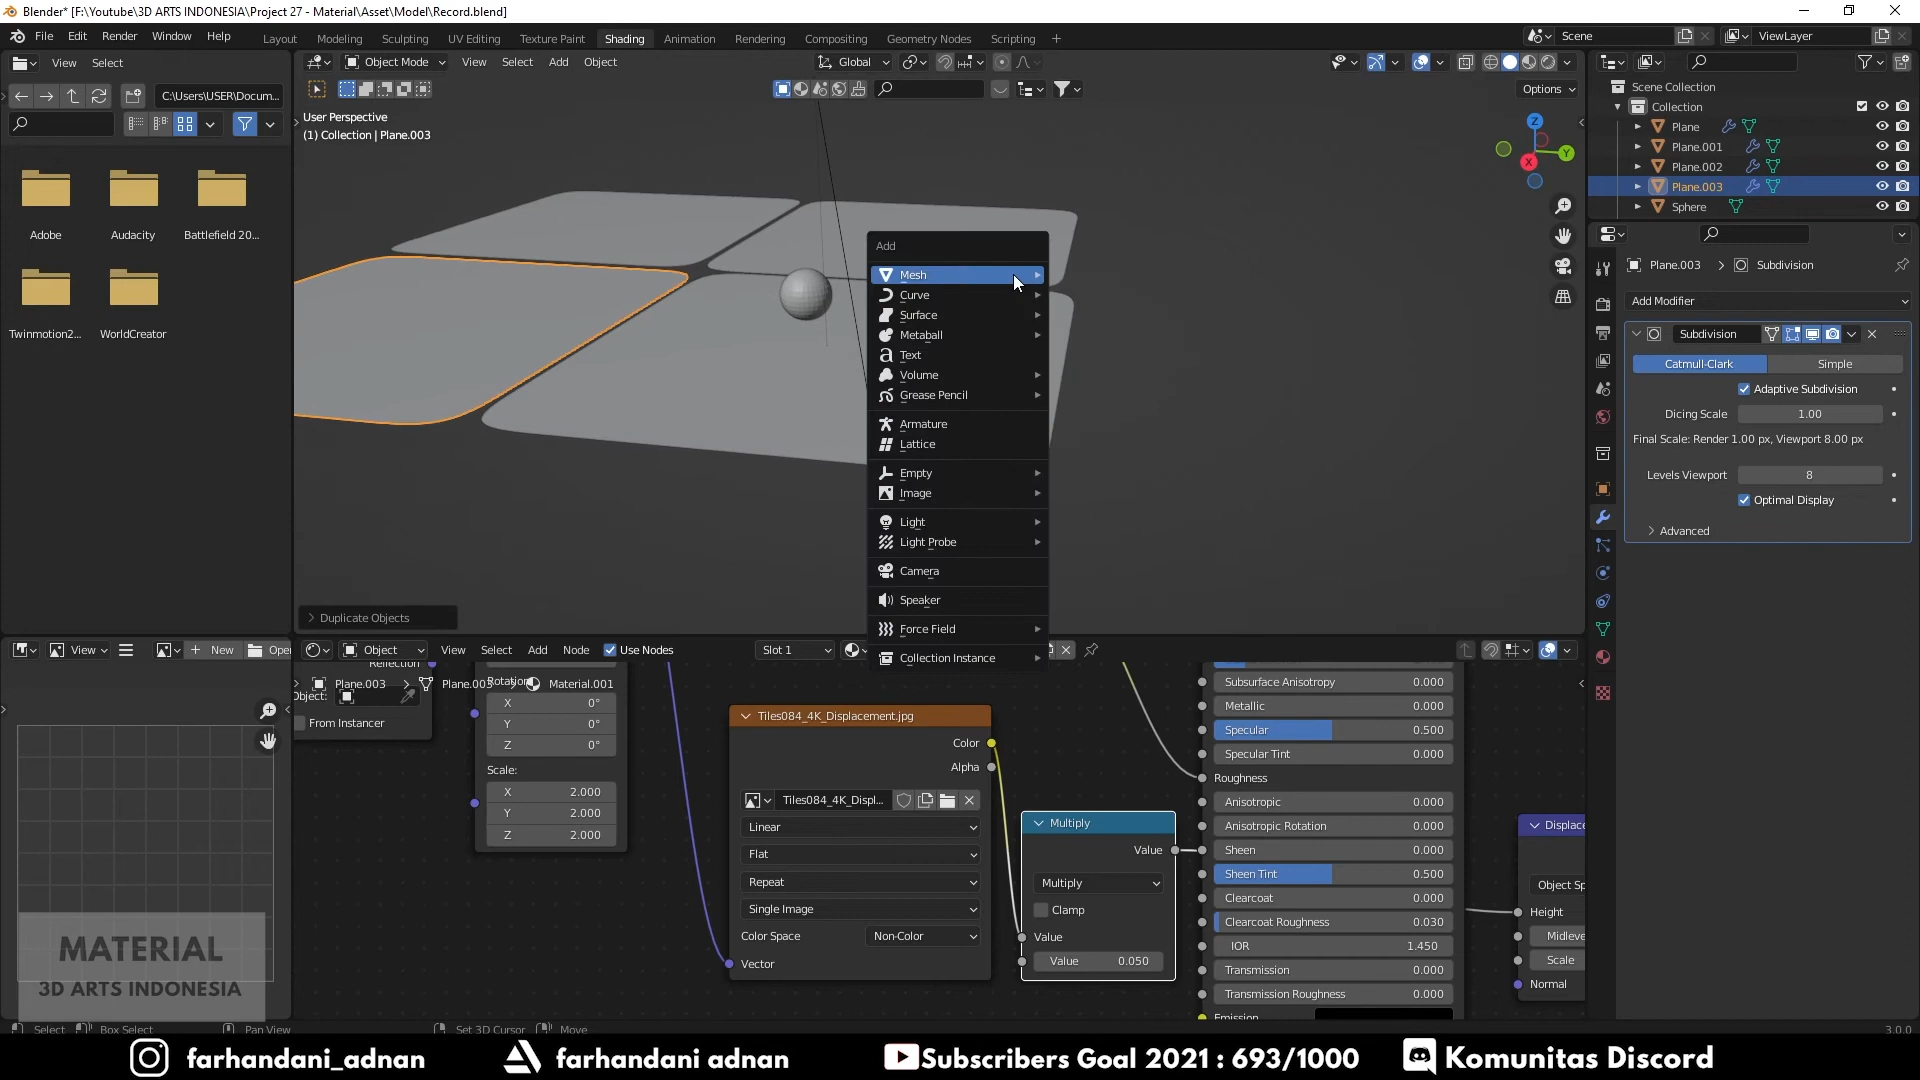 Blender* [F:\Youtube\3D ARTS INDONESIA\Project 27 - Material\Asset\Model\Record.blend]
File Edit Render Window Help
Layout Modeling Sculpting UV Editing Texture Paint Shading Animation Rendering Compositing Geometry Nodes Scripting +
Scene
ViewLayer
View Select
C:\Users\USER\Docum...
Adobe
Audacity
Battlefield 20...
Twinmotion2...
WorldCreator
Object Mode View Select Add Object
Global
Options
User Perspective
(1) Collection | Plane.003
Z
Y
X
Add
Mesh
Curve
Surface
Metaball
Text
Volume
Grease Pencil
Armature
Lattice
Empty
Image
Light
Light Probe
Camera
Speaker
Force Field
Collection Instance
Duplicate Objects
Scene Collection
Collection
Plane
Plane.001
Plane.002
Plane.003
Sphere
Plane.003 > Subdivision
Add Modifier
Subdivision
Catmull-Clark Simple
Adaptive Subdivision
Dicing Scale 1.00
Final Scale: Render 1.00 px, Viewport 8.00 px
Levels Viewport 8
Optimal Display
Advanced
View
New
Ope
Object View Select Add Node Use Nodes
Slot 1
Reflection
Plane.003 > Plane.003 > Material.001
Object:
From Instancer
Rotation
X 0°
Y 0°
Z 0°
Scale:
X 2.000
Y 2.000
Z 2.000
Tiles084_4K_Displacement.jpg
Color
Alpha
Tiles084_4K_Displ...
Linear
Flat
Repeat
Single Image
Color Space Non-Color
Vector
Multiply
Value
Multiply
Clamp
Value
Value 0.050
Subsurface Anisotropy 0.000
Metallic 0.000
Specular 0.500
Specular Tint 0.000
Roughness
Anisotropic 0.000
Anisotropic Rotation 0.000
Sheen 0.000
Sheen Tint 0.500
Clearcoat 0.000
Clearcoat Roughness 0.030
IOR 1.450
Transmission 0.000
Transmission Roughness 0.000
Emission
Displace
Object Sp
Height
Midleve
Scale
Normal
MATERIAL
3D ARTS INDONESIA
Select Box Select Pan View Set 3D Cursor Move
3.0.0
farhandani_adnan farhandani adnan Subscribers Goal 2021 : 693/1000 Komunitas Discord